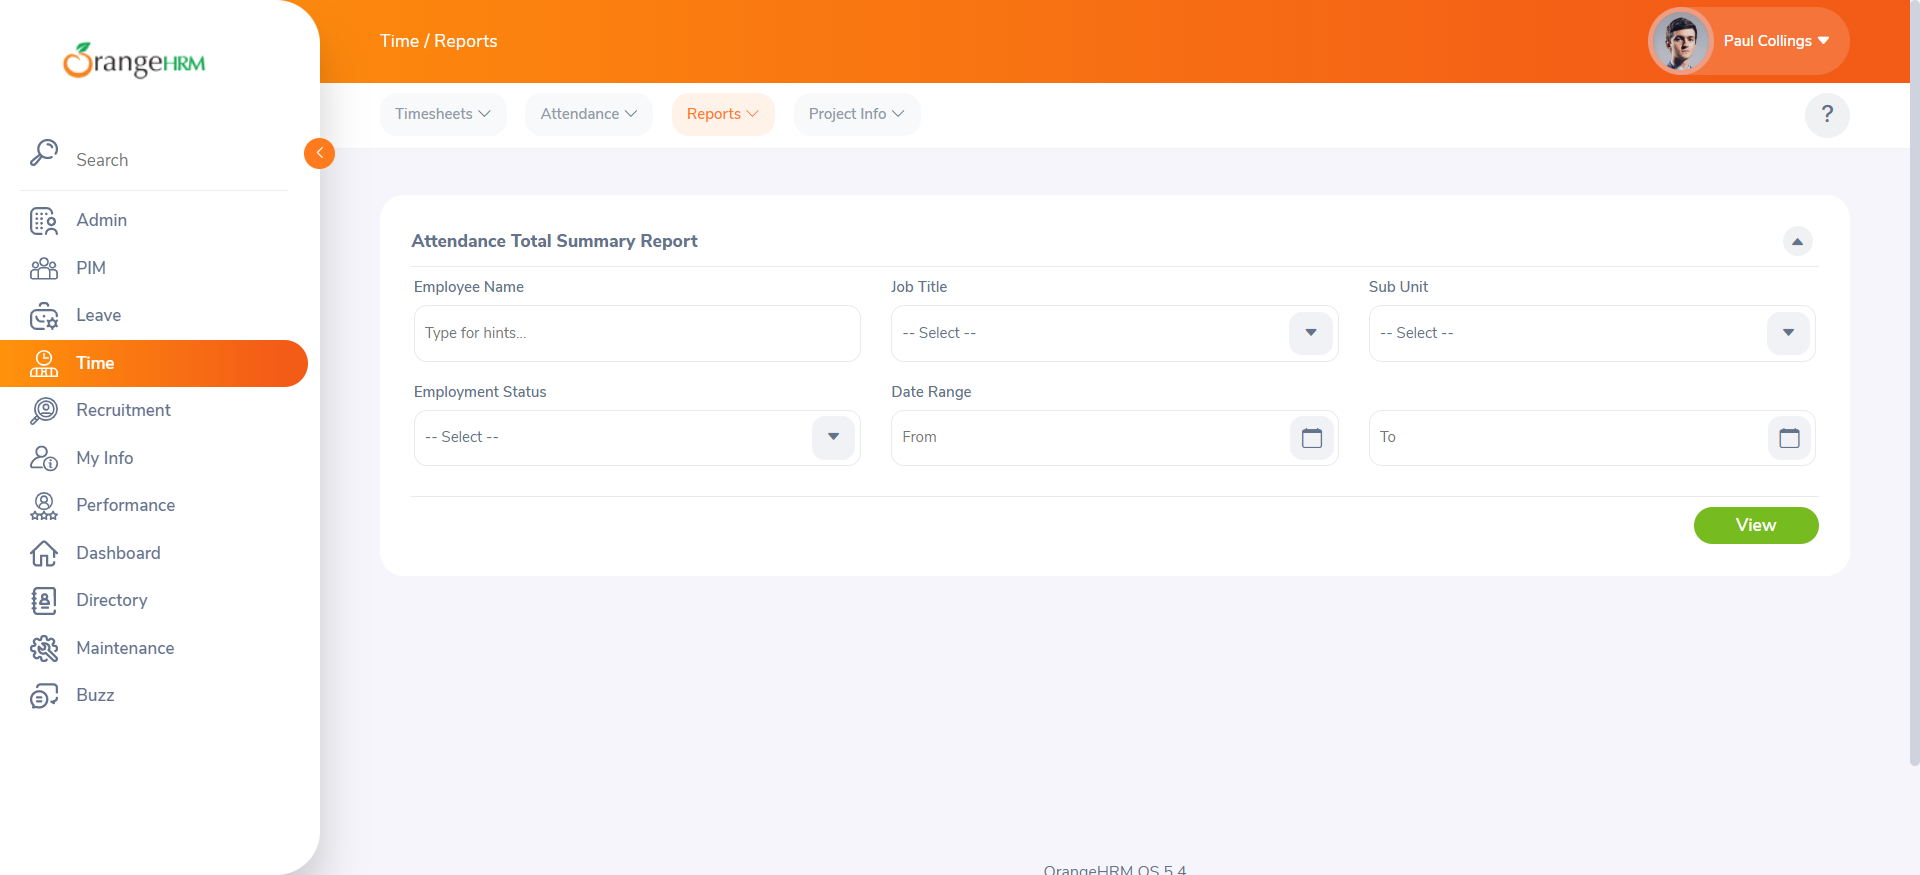 OrangeHRM
Time / Reports
Paul Collings
Timesheets
Attendance
Reports
Project Info
?
Search
Admin
PIM
Leave
Time
Recruitment
My Info
Performance
Dashboard
Directory
Maintenance
Buzz
Attendance Total Summary Report
Employee Name
Job Title
Sub Unit
Type for hints...
-- Select --
-- Select --
Employment Status
Date Range
-- Select --
From
To
View
OrangeHRM OS 5.4